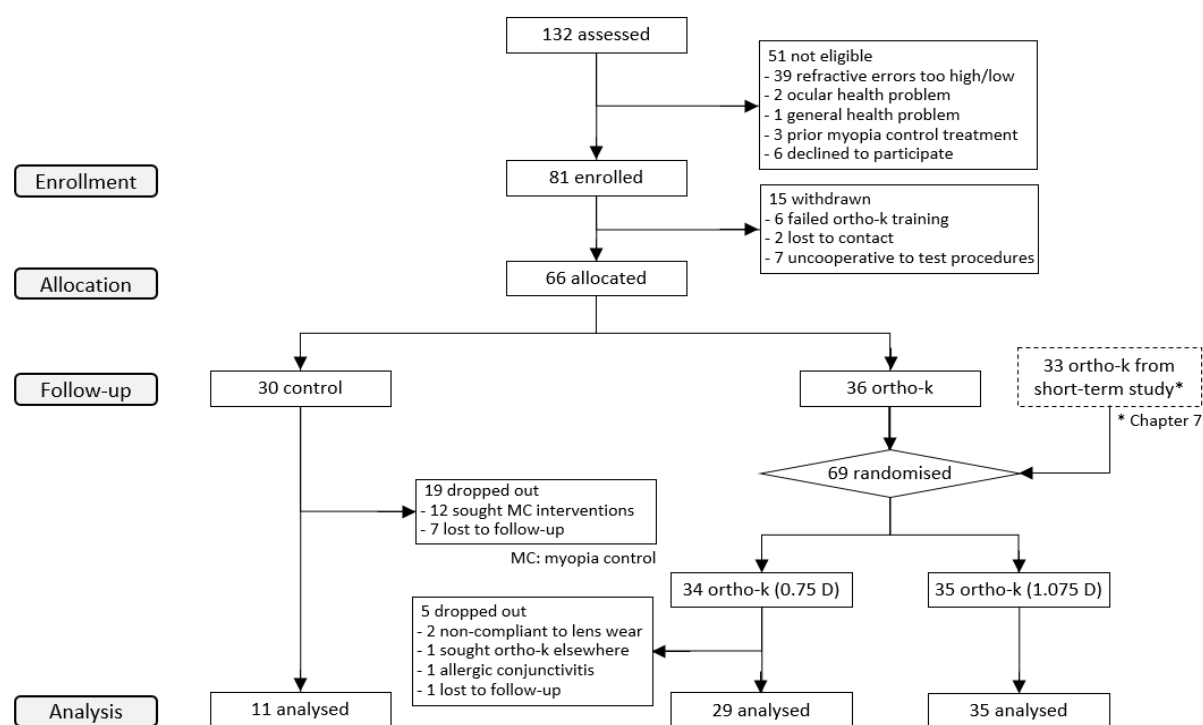 132 assessed
51 not eligible
- 39 refractive errors too high/low
- 2 ocular health problem
- 1 general health problem
- 3 prior myopia control treatment
- 6 declined to participate
Enrollment
81 enrolled
15 withdrawn
- 6 failed ortho-k training
- 2 lost to contact
- 7 uncooperative to test procedures
Allocation
66 allocated
Follow-up
30 control
36 ortho-k
33 ortho-k from
short-term study*
* Chapter 7
69 randomised
19 dropped out
- 12 sought MC interventions
- 7 lost to follow-up
MC: myopia control
34 ortho-k (0.75 D)
35 ortho-k (1.075 D)
5 dropped out
- 2 non-compliant to lens wear
- 1 sought ortho-k elsewhere
- 1 allergic conjunctivitis
- 1 lost to follow-up
Analysis
11 analysed
29 analysed
35 analysed